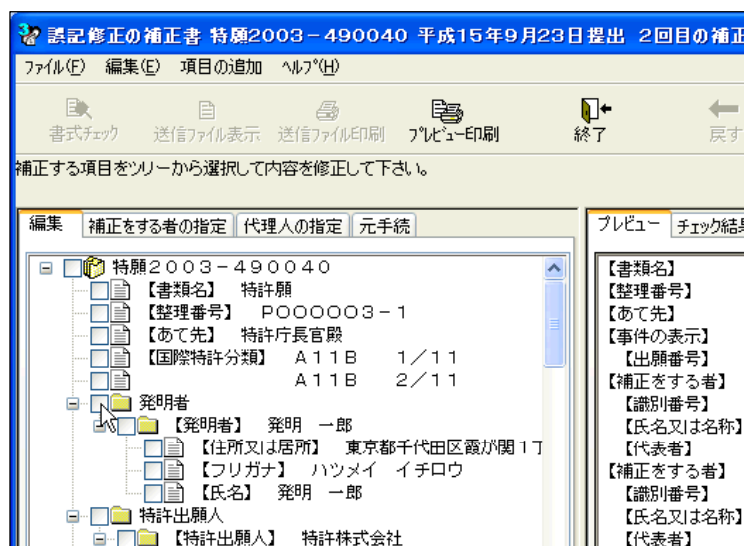 誤記修正の補正書 特願2003-490040 平成15年9月23日提出 2回目の補正
ファイル(F) 編集(E) 項目の追加 ヘルプ(H)
書式チェック 送信ファイル表示 送信ファイル印刷 プレビュー印刷 終了 戻す
補正する項目をツリーから選択して内容を修正して下さい。
編集 補正をする者の指定 代理人の指定 元手続
特願2003-490040
【書類名】 特許願
【整理番号】 P000003-1
【あて先】 特許庁長官殿
【国際特許分類】 A11B 1/11
A11B 2/11
発明者
【発明者】 発明 一郎
【住所又は居所】 東京都千代田区霞が関1丁
【フリガナ】 ハツメイ イチロウ
【氏名】 発明 一郎
特許出願人
【特許出願人】 特許株式会社
プレビュー チェック結果
【書類名】
【整理番号】
【あて先】
【事件の表示】
【出願番号】
【補正をする者】
【識別番号】
【氏名又は名称】
【代表者】
【補正をする者】
【識別番号】
【氏名又は名称】
【代表者】